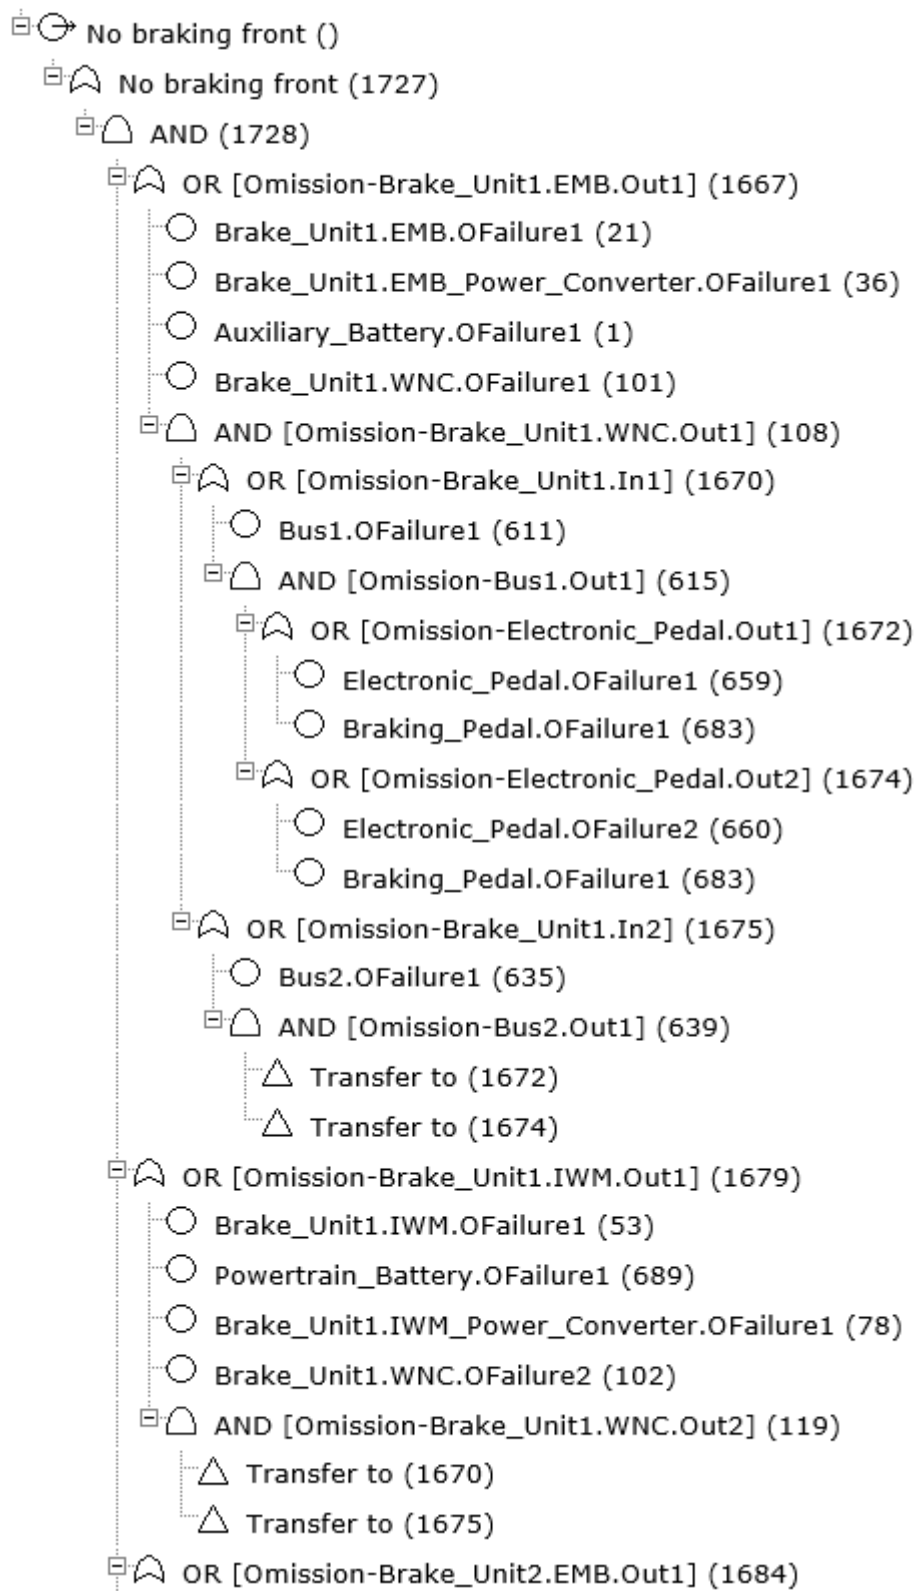 No braking front ()
No braking front (1727)
AND (1728)
OR [Omission-Brake_Unit1.EMB.Out1] (1667)
Brake_Unit1.EMB.OFailure1 (21)
Brake_Unit1.EMB_Power_Converter.OFailure1 (36)
Auxiliary_Battery.OFailure1 (1)
Brake_Unit1.WNC.OFailure1 (101)
AND [Omission-Brake_Unit1.WNC.Out1] (108)
OR [Omission-Brake_Unit1.In1] (1670)
Bus1.OFailure1 (611)
AND [Omission-Bus1.Out1] (615)
OR [Omission-Electronic_Pedal.Out1] (1672)
Electronic_Pedal.OFailure1 (659)
Braking_Pedal.OFailure1 (683)
OR [Omission-Electronic_Pedal.Out2] (1674)
Electronic_Pedal.OFailure2 (660)
Braking_Pedal.OFailure1 (683)
OR [Omission-Brake_Unit1.In2] (1675)
Bus2.OFailure1 (635)
AND [Omission-Bus2.Out1] (639)
Transfer to (1672)
Transfer to (1674)
OR [Omission-Brake_Unit1.IWM.Out1] (1679)
Brake_Unit1.IWM.OFailure1 (53)
Powertrain_Battery.OFailure1 (689)
Brake_Unit1.IWM_Power_Converter.OFailure1 (78)
Brake_Unit1.WNC.OFailure2 (102)
AND [Omission-Brake_Unit1.WNC.Out2] (119)
Transfer to (1670)
Transfer to (1675)
OR [Omission-Brake_Unit2.EMB.Out1] (1684)